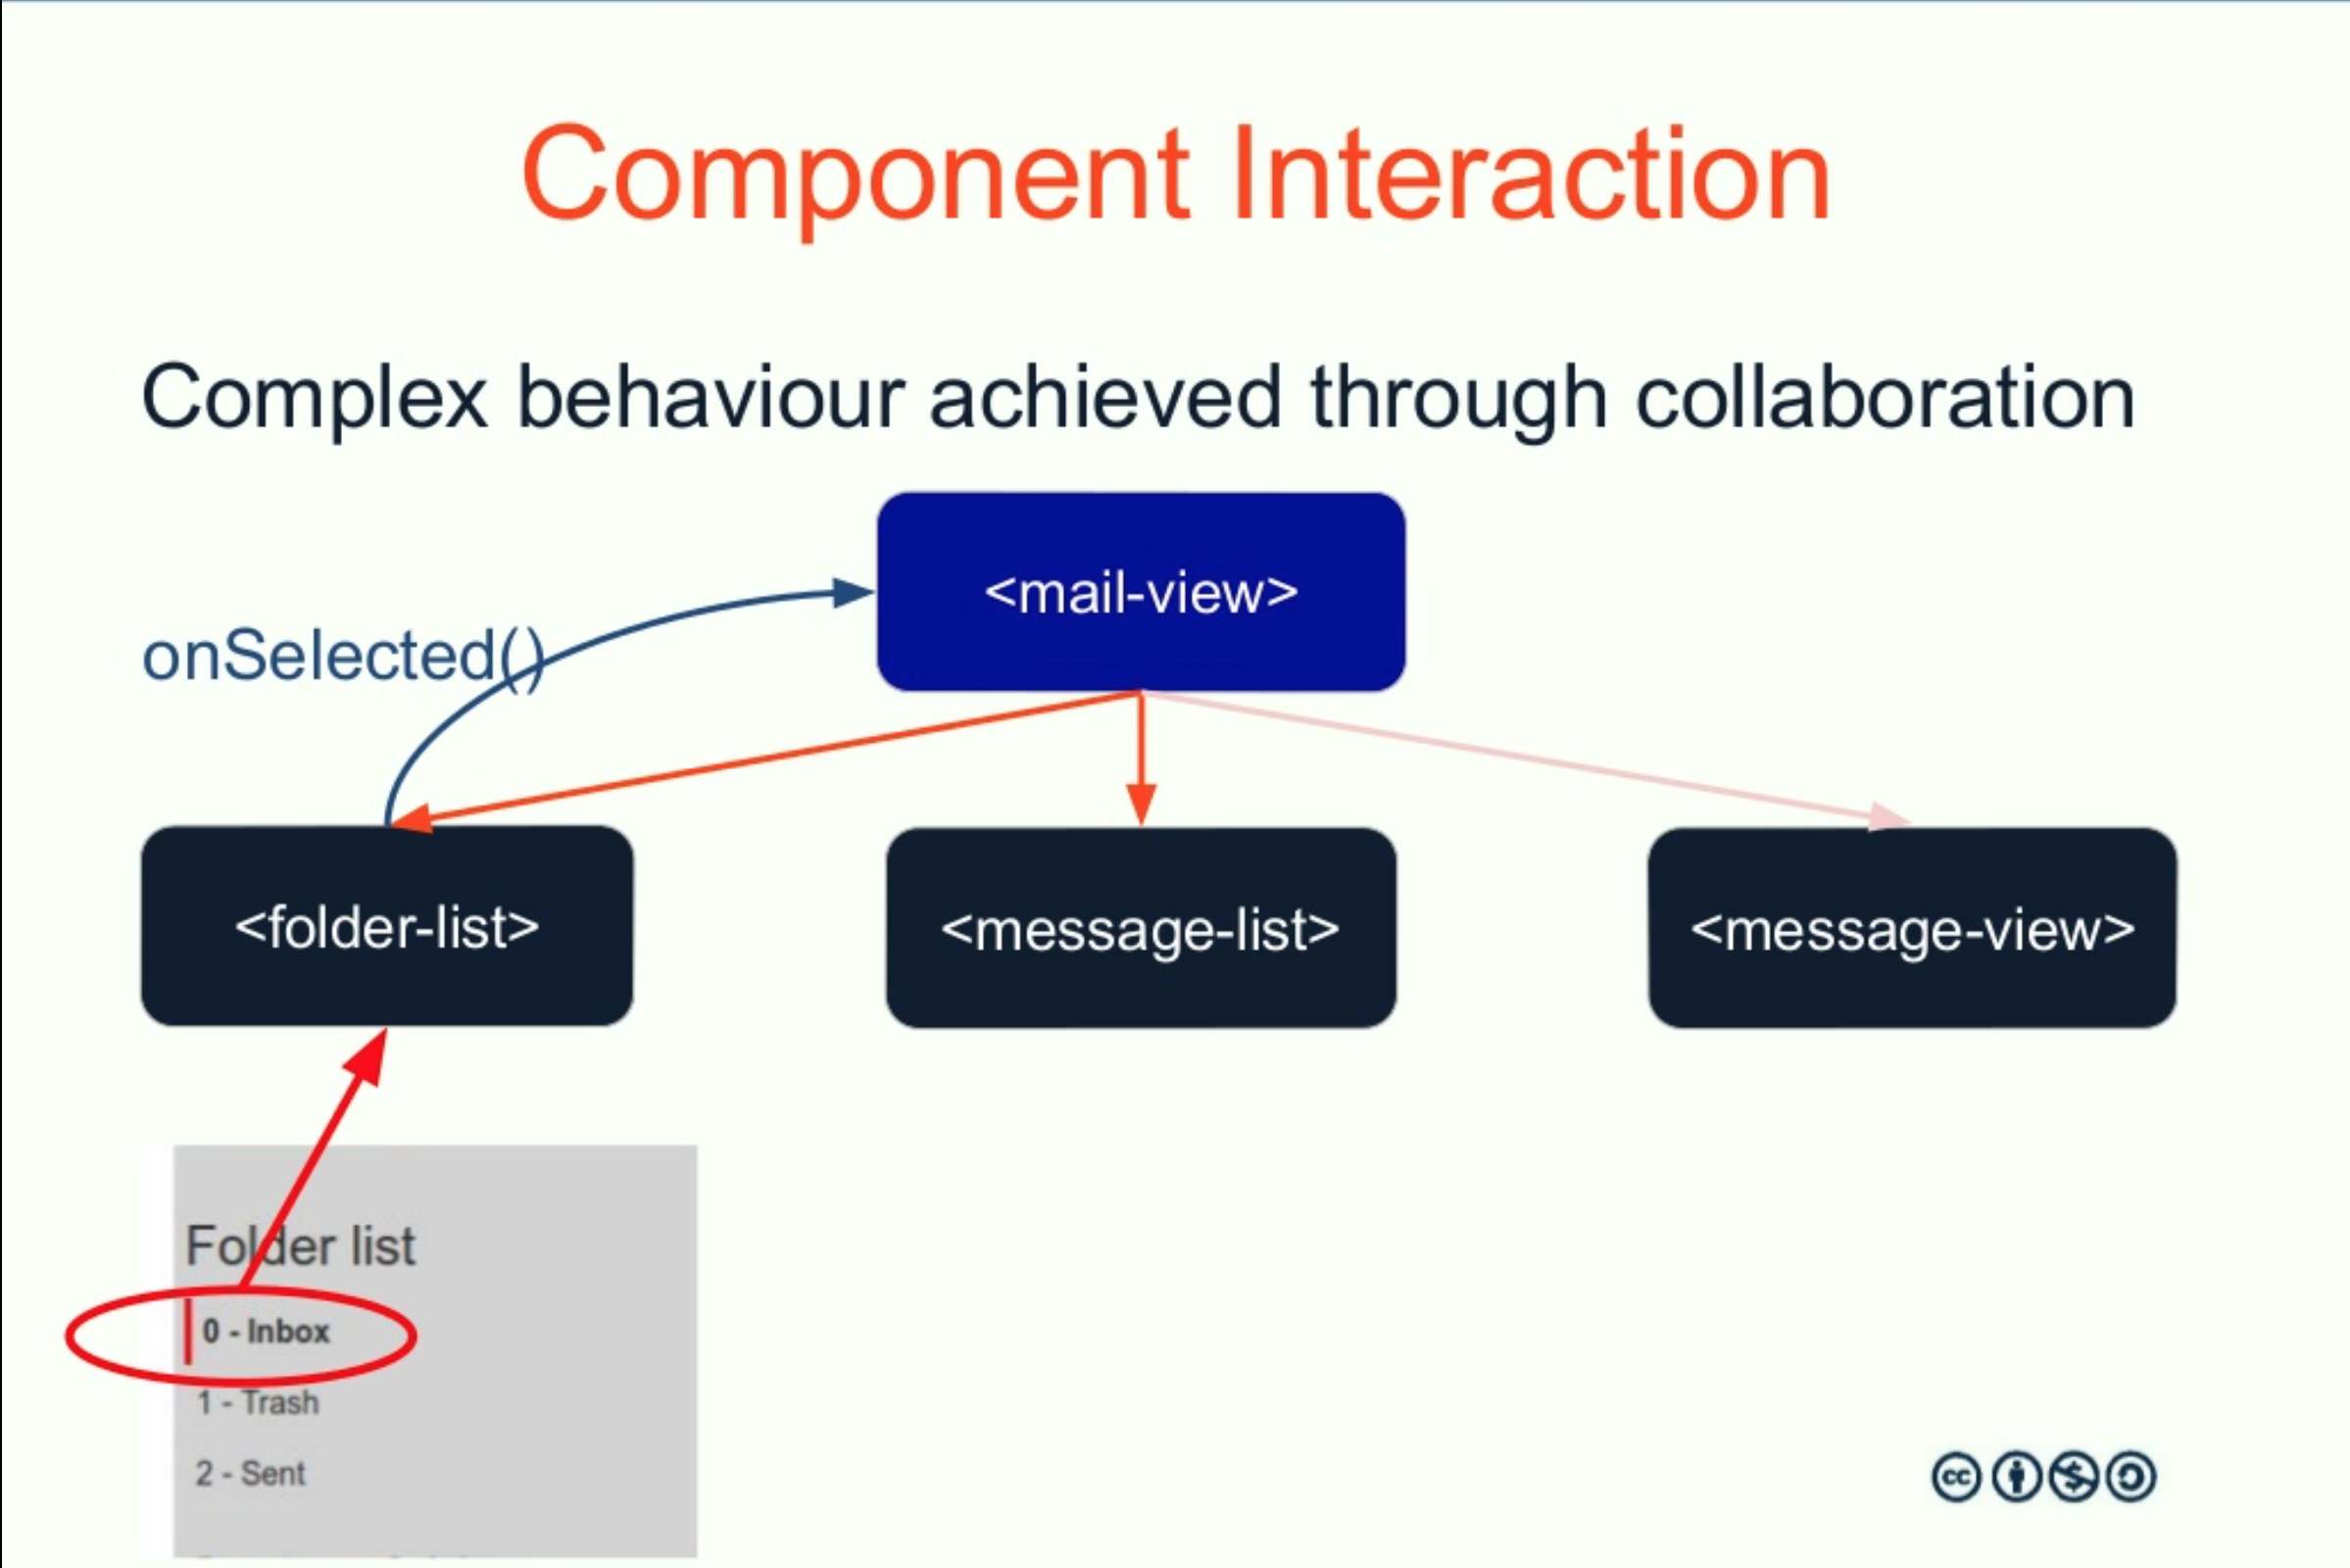 Component Interaction
Complex behaviour achieved through collaboration
<mail-view>
onSelected()
<folder-list>
<message-list>
<message-view>
Folder list
0 - Inbox
1 - Trash
2 - Sent
cc